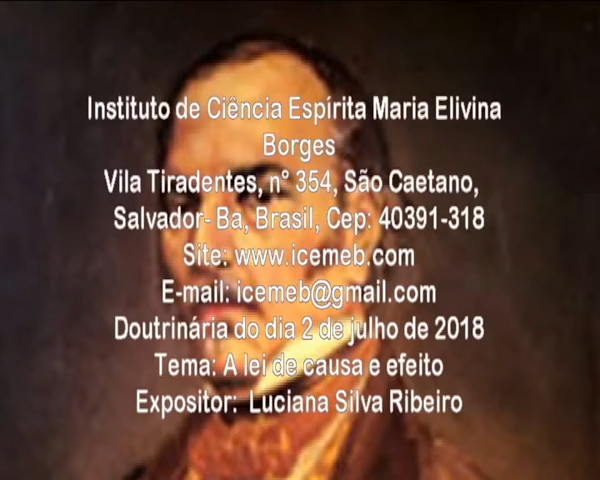 Instituto de Ciência Espírita Maria Elivina
Borges
Vila Tiradentes, nº 354, São Caetano,
Salvador- Ba, Brasil, Cep: 40391-318
Site: www.icemeb.com
E-mail: icemeb@gmail.com
Doutrinária do dia 2 de julho de 2018
Tema: A lei de causa e efeito
Expositor: Luciana Silva Ribeiro